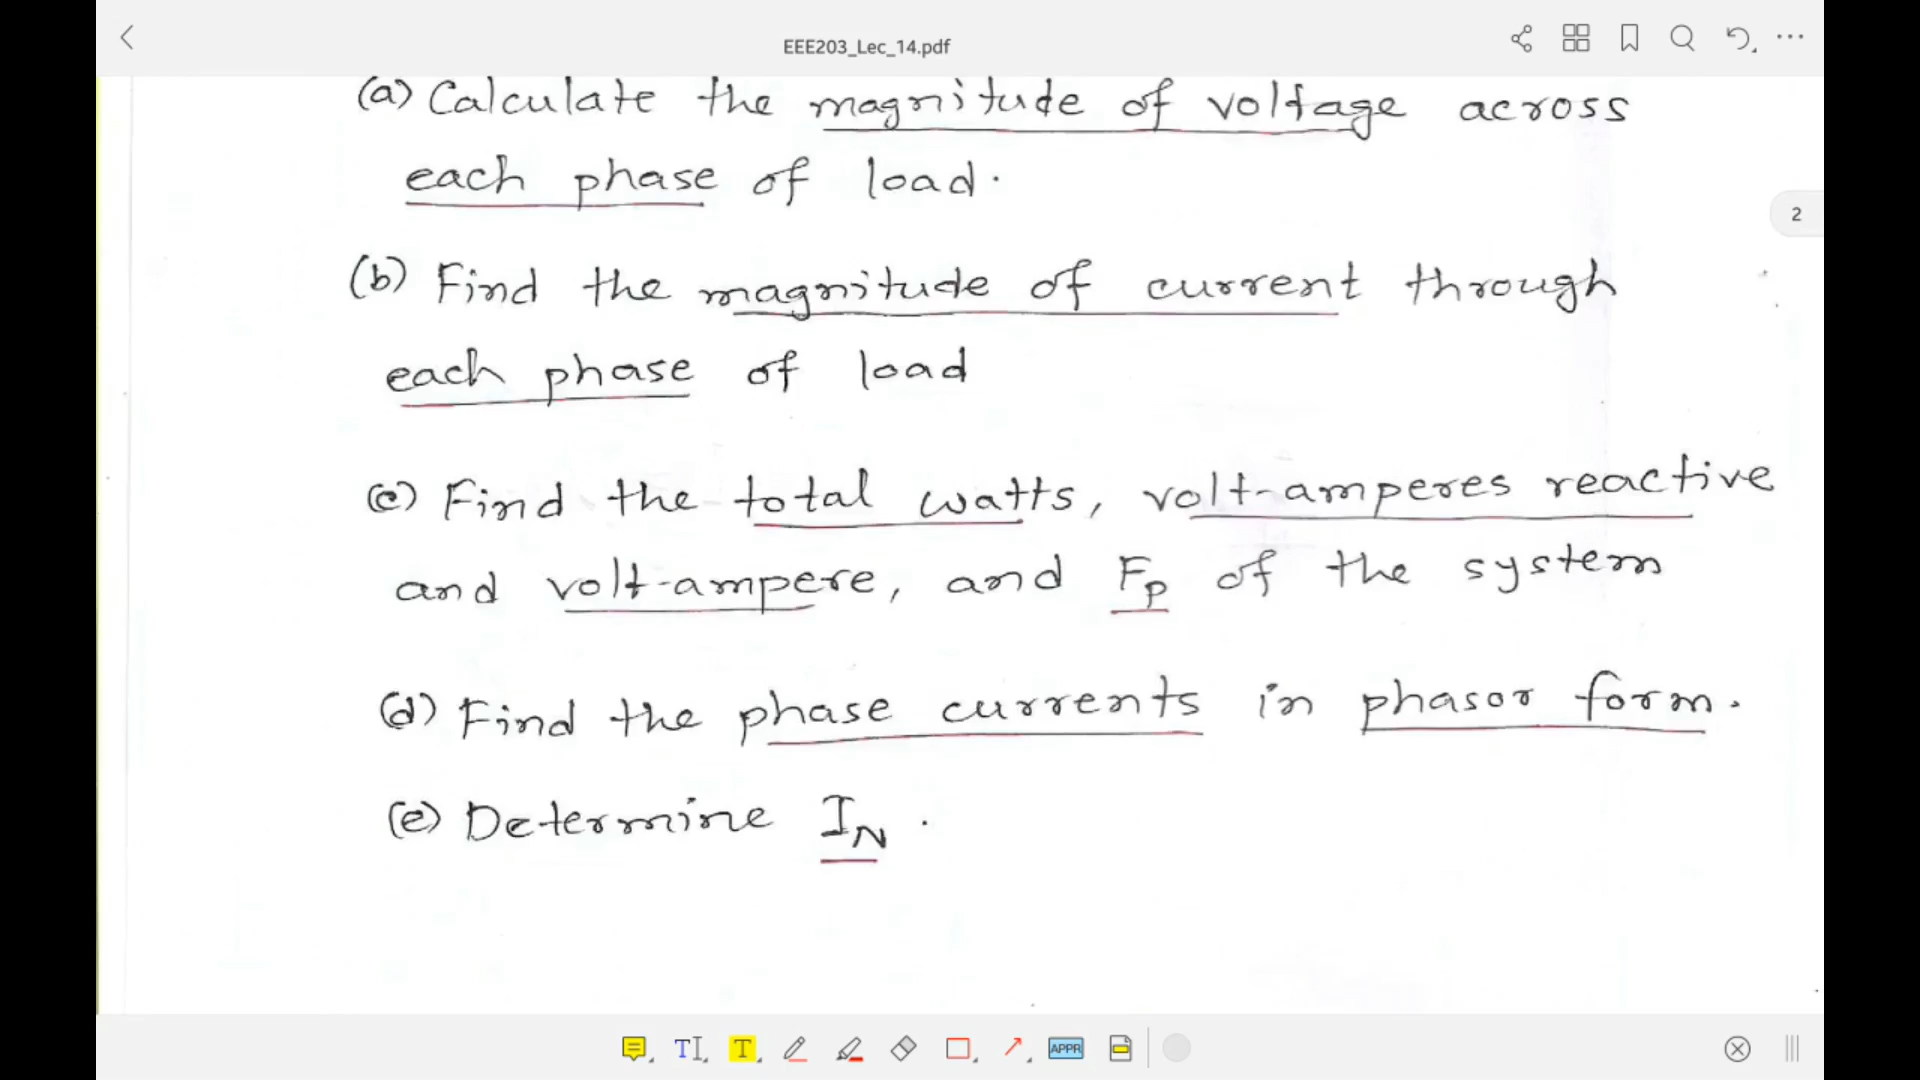 EEE203_Lec_14.pdf
(a) Calculate the magnitude of voltage across
each phase of load.
2
(b) Find the magnitude of current through
each phase of load
(c) Find the total watts, volt-amperes reactive
and volt-ampere, and Fp of the system
(d) Find the phase currents in phasor form.
(e) Determine IN.
TI T APPR